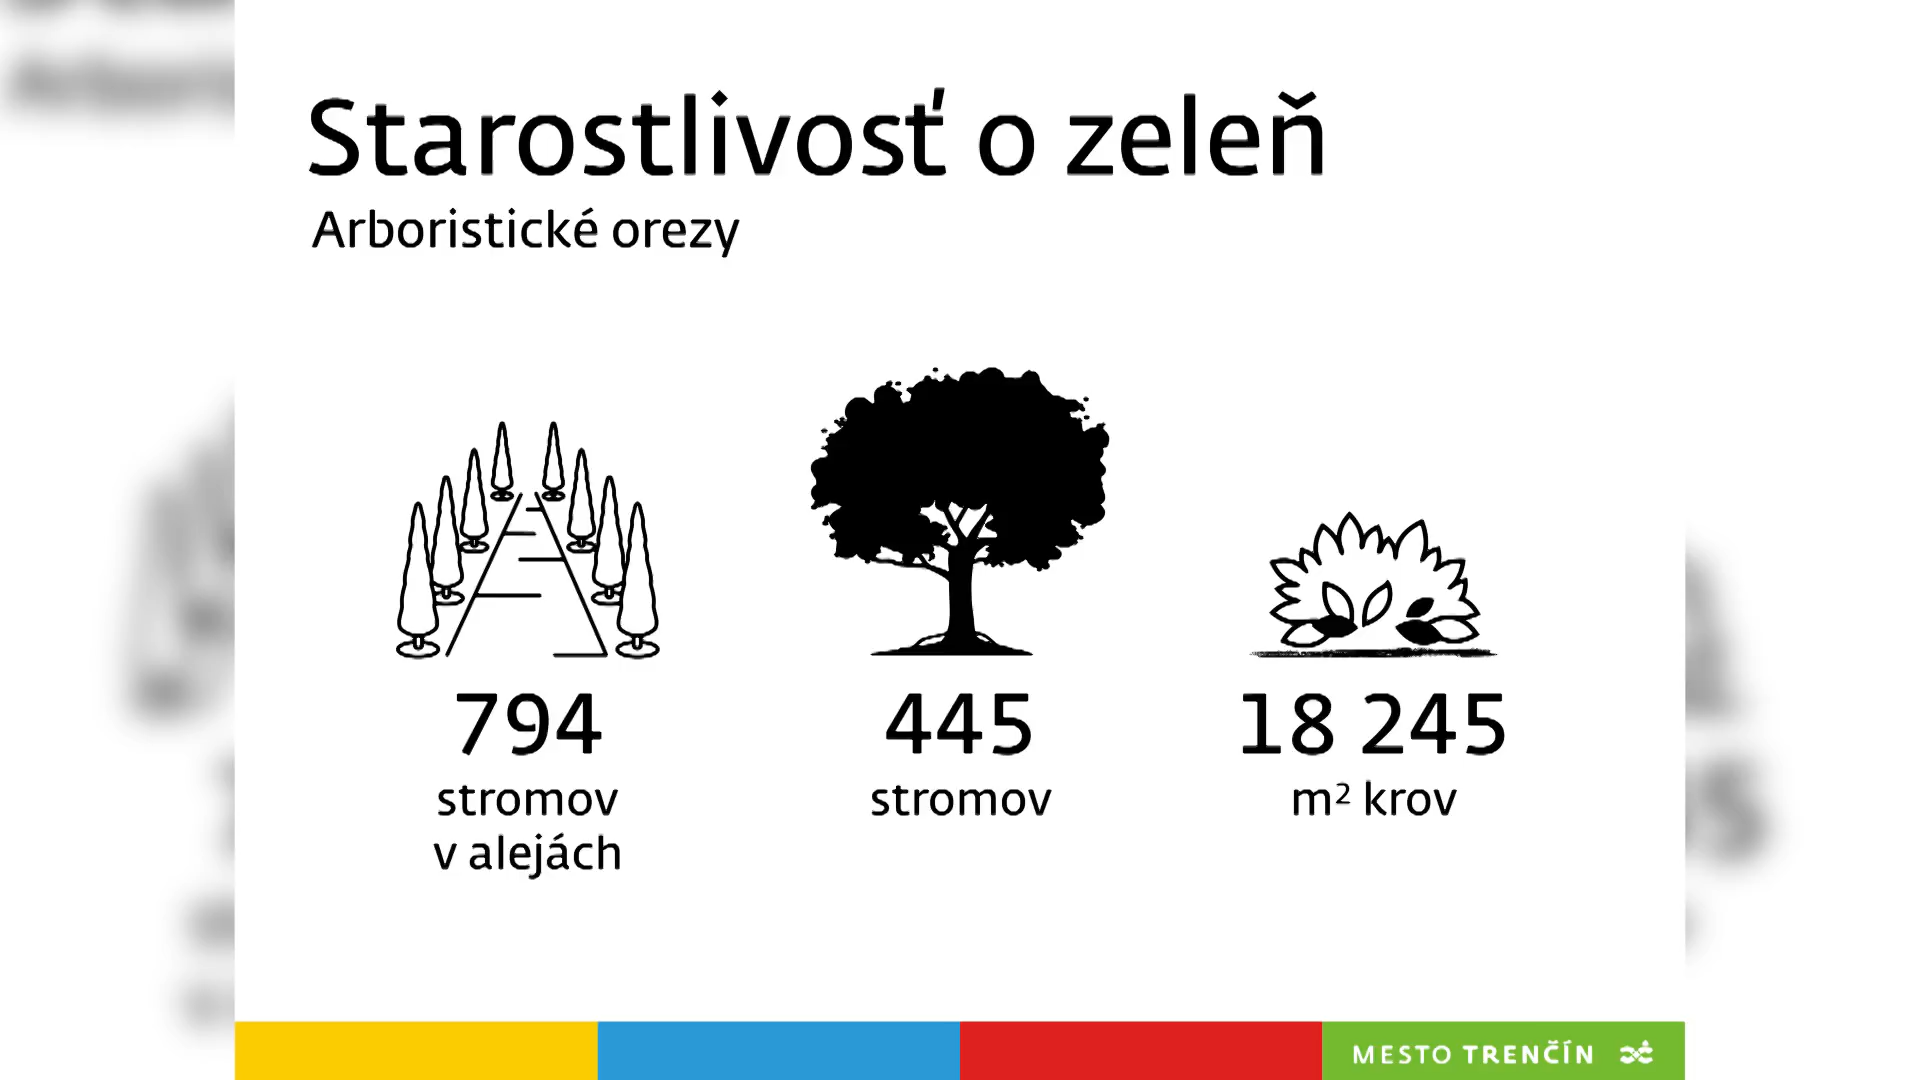 Starostlivosť o zeleň
Arboristické orezy
794
stromov
v alejách
445
stromov
18 245
m² krov
MESTO TRENČÍN